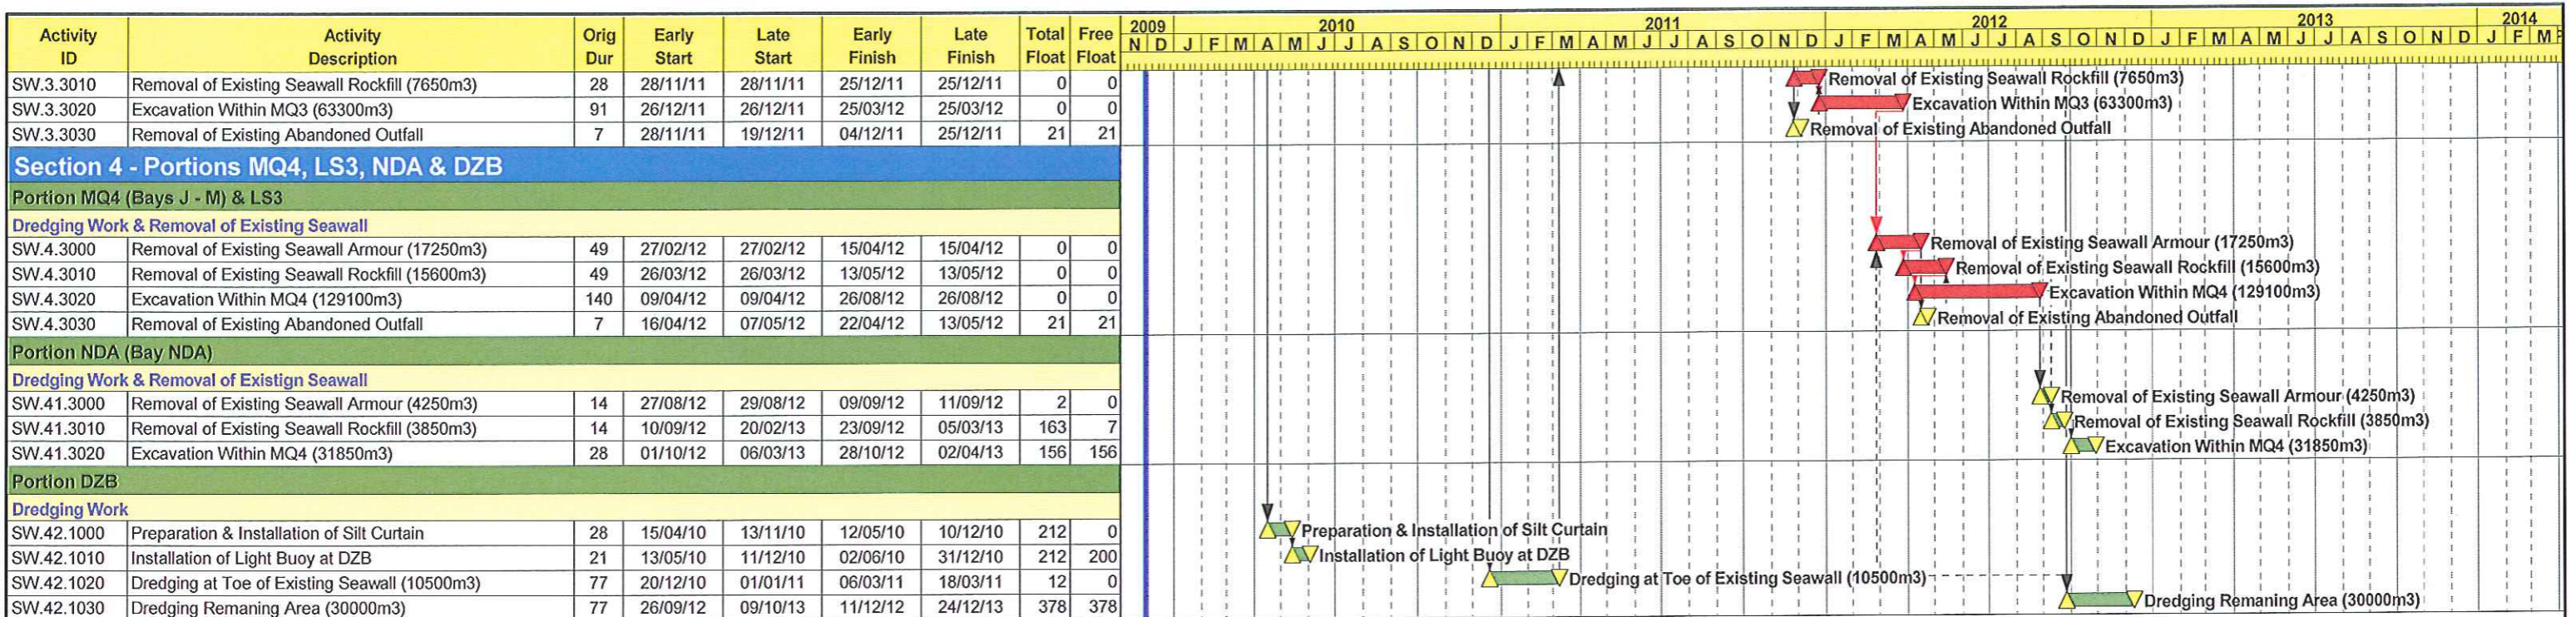 Activity ID Activity Description Orig Dur Early Start Late Start Early Finish Late Finish Total Float Free Float 2009 2010 2011 2012 2013 2014
N D J F M A M J J A S O N D J F M A M J J A S O N D J F M A M J J A S O N D J F M A M J J A S O N D J F M
SW.3.3010 Removal of Existing Seawall Rockfill (7650m3) 28 28/11/11 28/11/11 25/12/11 25/12/11 0 0 Removal of Existing Seawall Rockfill (7650m3)
SW.3.3020 Excavation Within MQ3 (63300m3) 91 26/12/11 26/12/11 25/03/12 25/03/12 0 0 Excavation Within MQ3 (63300m3)
SW.3.3030 Removal of Existing Abandoned Outfall 7 28/11/11 19/12/11 04/12/11 25/12/11 21 21 Removal of Existing Abandoned Outfall
Section 4 - Portions MQ4, LS3, NDA & DZB
Portion MQ4 (Bays J - M) & LS3
Dredging Work & Removal of Existing Seawall
SW.4.3000 Removal of Existing Seawall Armour (17250m3) 49 27/02/12 27/02/12 15/04/12 15/04/12 0 0 Removal of Existing Seawall Armour (17250m3)
SW.4.3010 Removal of Existing Seawall Rockfill (15600m3) 49 26/03/12 26/03/12 13/05/12 13/05/12 0 0 Removal of Existing Seawall Rockfill (15600m3)
SW.4.3020 Excavation Within MQ4 (129100m3) 140 09/04/12 09/04/12 26/08/12 26/08/12 0 0 Excavation Within MQ4 (129100m3)
SW.4.3030 Removal of Existing Abandoned Outfall 7 16/04/12 07/05/12 22/04/12 13/05/12 21 21 Removal of Existing Abandoned Outfall
Portion NDA (Bay NDA)
Dredging Work & Removal of Existign Seawall
SW.41.3000 Removal of Existing Seawall Armour (4250m3) 14 27/08/12 29/08/12 09/09/12 11/09/12 2 0 Removal of Existing Seawall Armour (4250m3)
SW.41.3010 Removal of Existing Seawall Rockfill (3850m3) 14 10/09/12 20/02/13 23/09/12 05/03/13 163 7 Removal of Existing Seawall Rockfill (3850m3)
SW.41.3020 Excavation Within MQ4 (31850m3) 28 01/10/12 06/03/13 28/10/12 02/04/13 156 156 Excavation Within MQ4 (31850m3)
Portion DZB
Dredging Work
SW.42.1000 Preparation & Installation of Silt Curtain 28 15/04/10 13/11/10 12/05/10 10/12/10 212 0 Preparation & Installation of Silt Curtain
SW.42.1010 Installation of Light Buoy at DZB 21 13/05/10 11/12/10 02/06/10 31/12/10 212 200 Installation of Light Buoy at DZB
SW.42.1020 Dredging at Toe of Existing Seawall (10500m3) 77 20/12/10 01/01/11 06/03/11 18/03/11 12 0 Dredging at Toe of Existing Seawall (10500m3)
SW.42.1030 Dredging Remaning Area (30000m3) 77 26/09/12 09/10/13 11/12/12 24/12/13 378 378 Dredging Remaning Area (30000m3)